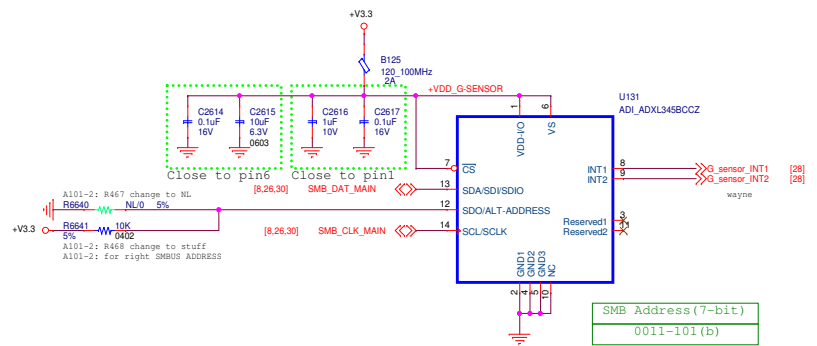 +V3.3
B125
120_100MHz
2A
+VDD_G-SENSOR
U131
ADI_ADXL345BCCZ
C2614
0.1uF
16V
C2615
10uF
6.3V
0603
C2616
1uF
10V
C2617
0.1uF
16V
Close to pin6
Close to pin1
1
6
VDD-I/O
VS
7
CS
INT1
8
G_sensor_INT1
[28]
INT2
9
G_sensor_INT2
[28]
wayne
[8,26,30]
SMB_DAT_MAIN
13
SDA/SDI/SDIO
A101-2: R467 change to NL
R6640
NL/0
5%
12
SDO/ALT-ADDRESS
Reserved1
3
+V3.3
R6641
10K
5%
0402
[8,26,30]
SMB_CLK_MAIN
14
SCL/SCLK
Reserved2
11
A101-2: R468 change to stuff
A101-2: for right SMBUS ADDRESS
GND1
GND2
GND3
NC
2
4
5
10
SMB Address(7-bit)
0011-101(b)